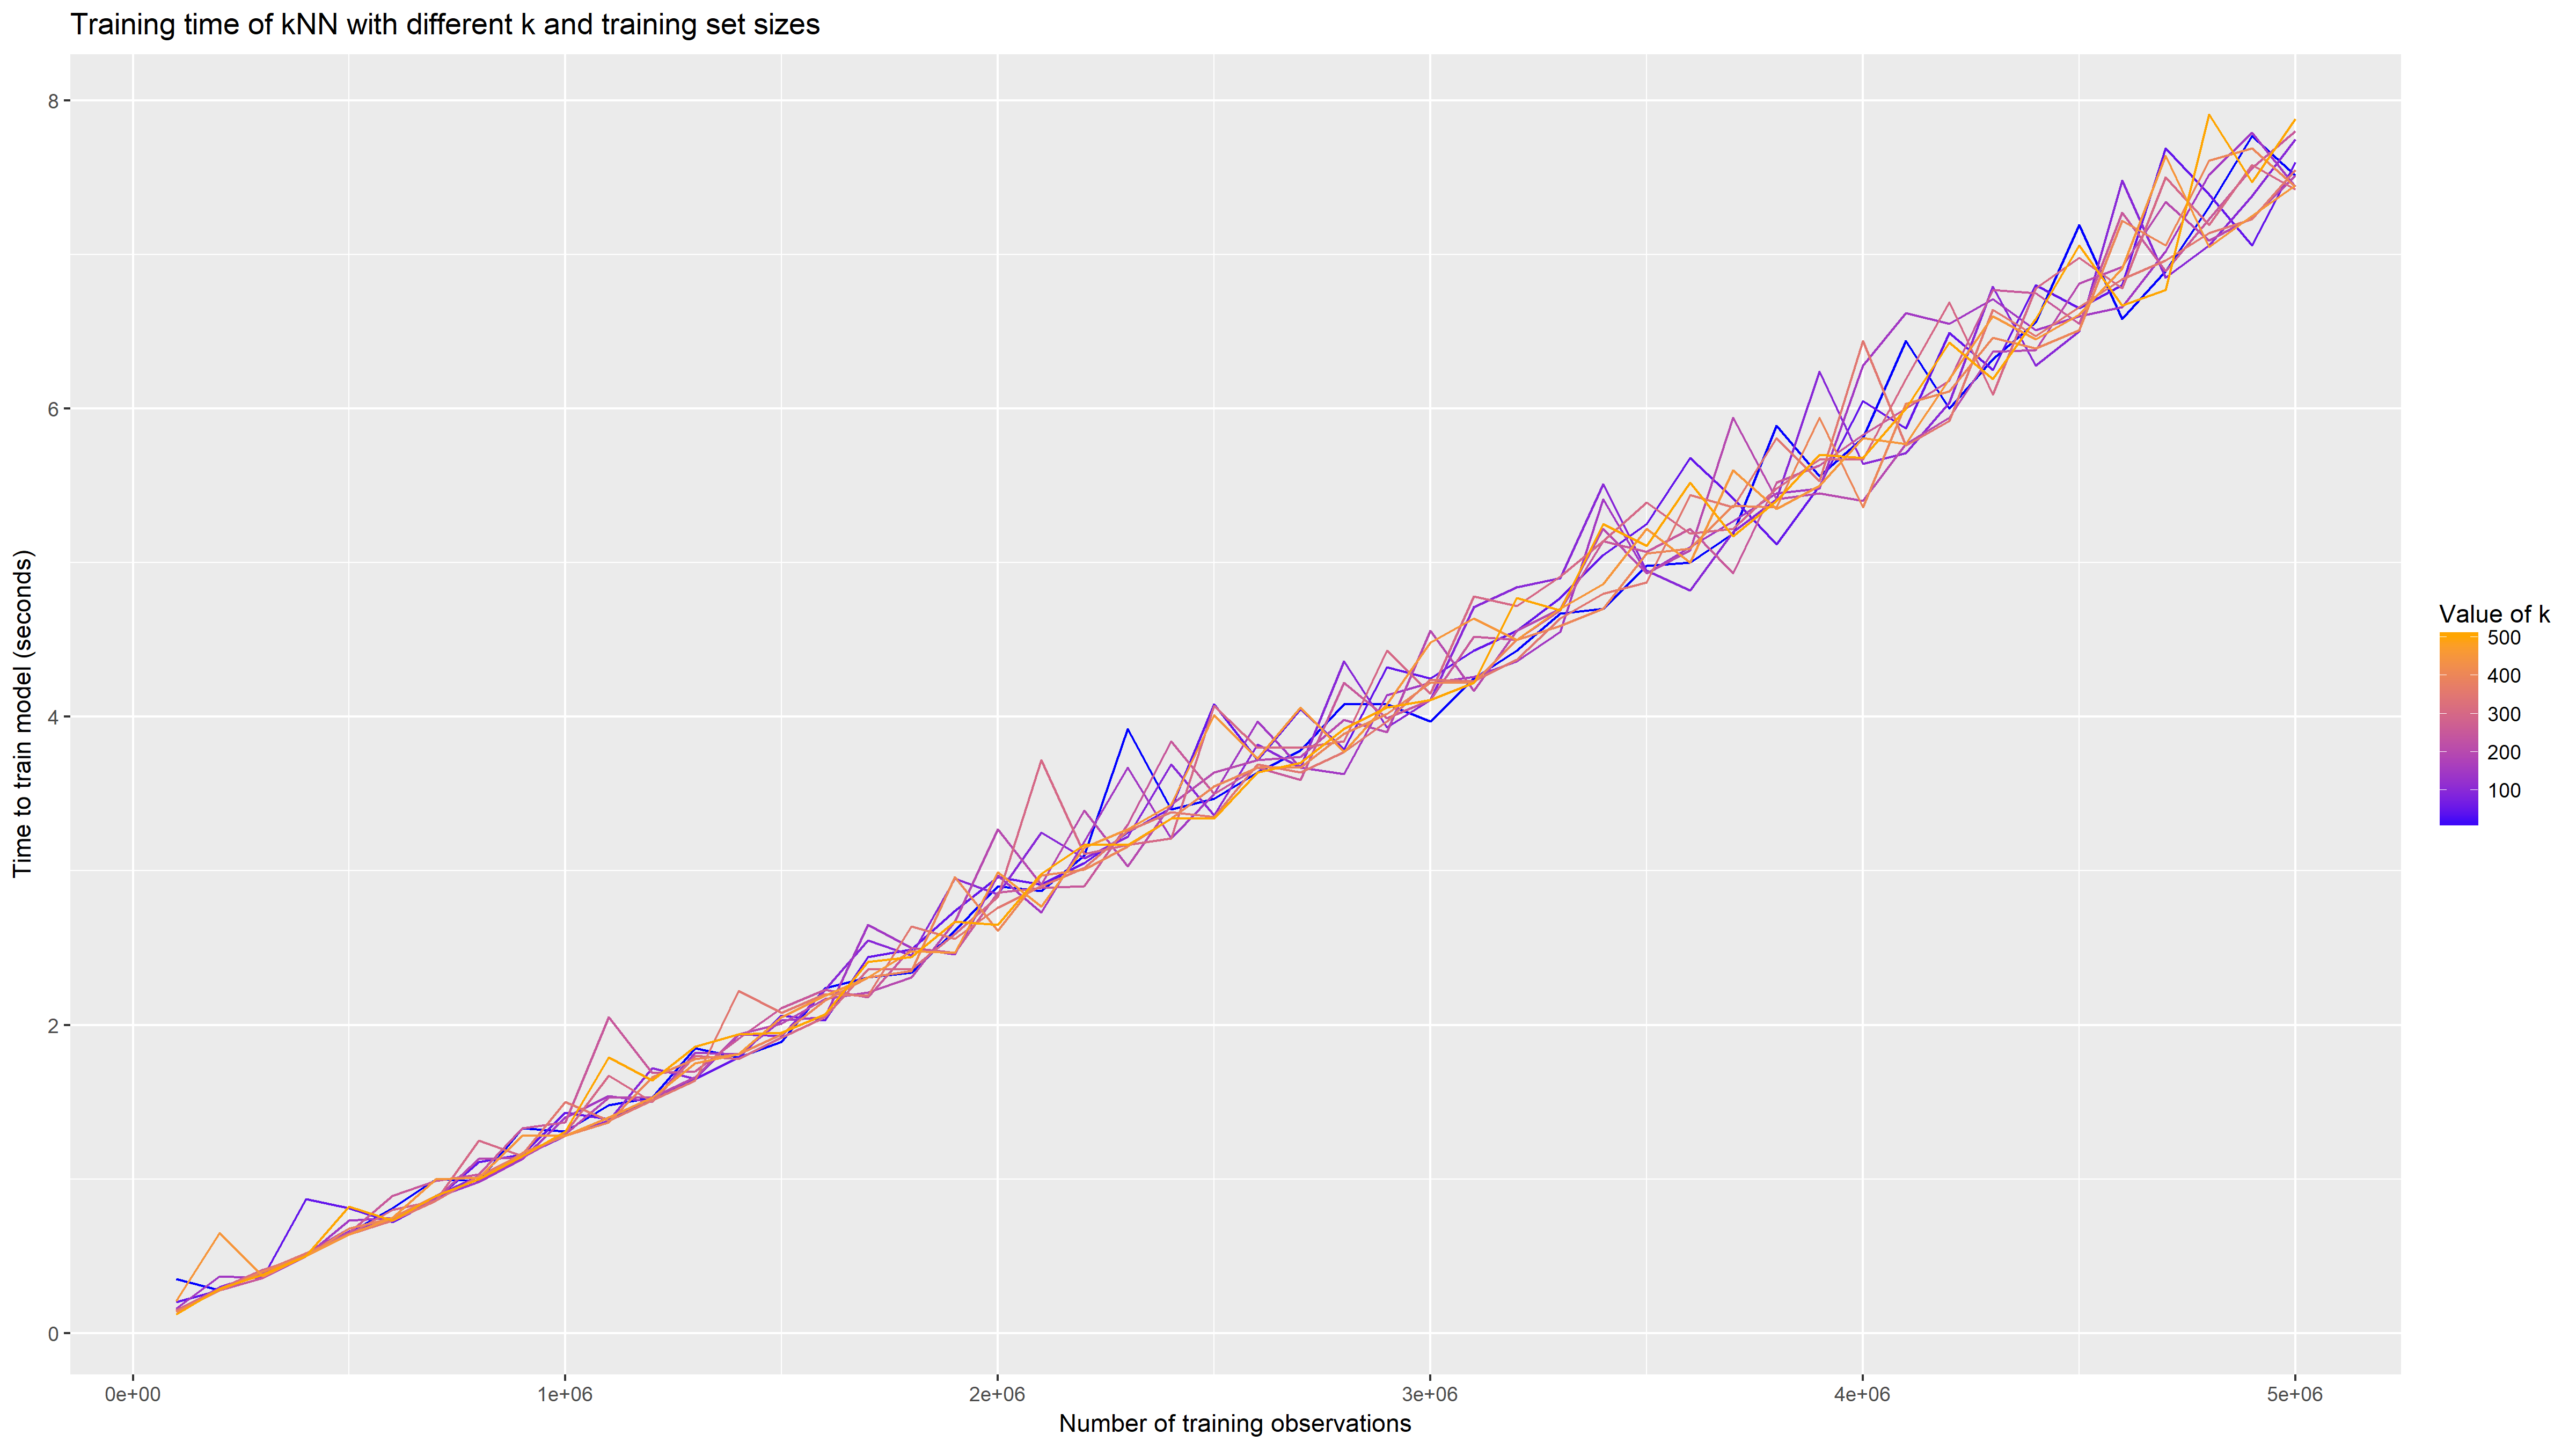 Training time of kNN with different k and training set sizes
8
6
4
2
0
Time to train model (seconds)
0e+00 1e+06 2e+06 3e+06 4e+06 5e+06
Number of training observations
Value of k
500
400
300
200
100